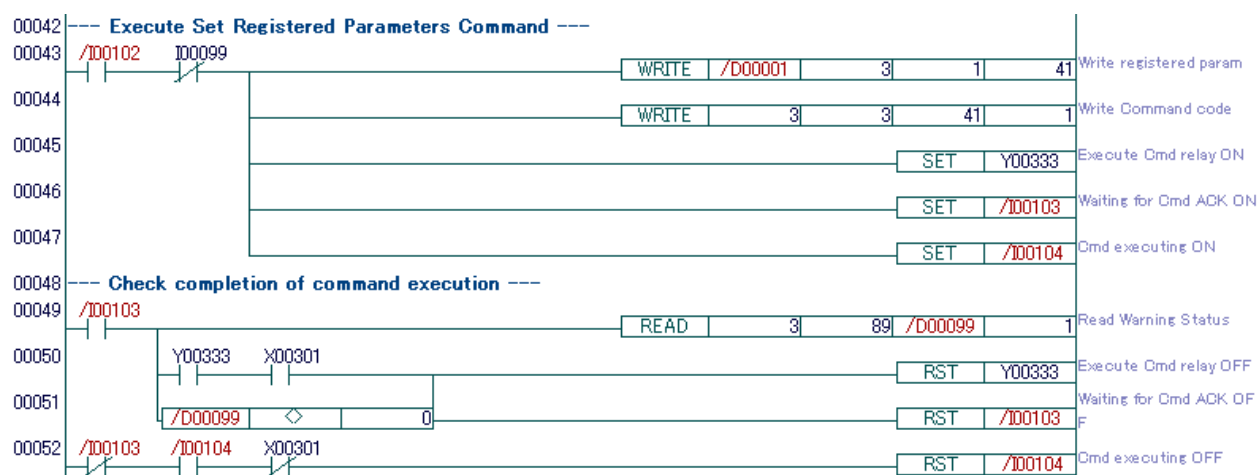 00042 --- Execute Set Registered Parameters Command ---
00043 /I00102 I00099 WRITE /D00001 3 1 41 Write registered param
00044 WRITE 3 3 41 1 Write Command code
00045 SET Y00333 Execute Cmd relay ON
00046 SET /I00103 Waiting for Cmd ACK ON
00047 SET /I00104 Cmd executing ON
00048 --- Check completion of command execution ---
00049 /I00103 READ 3 89 /D00099 1 Read Warning Status
00050 Y00333 X00301 RST Y00333 Execute Cmd relay OFF
00051 /D00099 <> 0 RST /I00103 Waiting for Cmd ACK OF
F
00052 /I00103 /I00104 X00301 RST /I00104 Cmd executing OFF